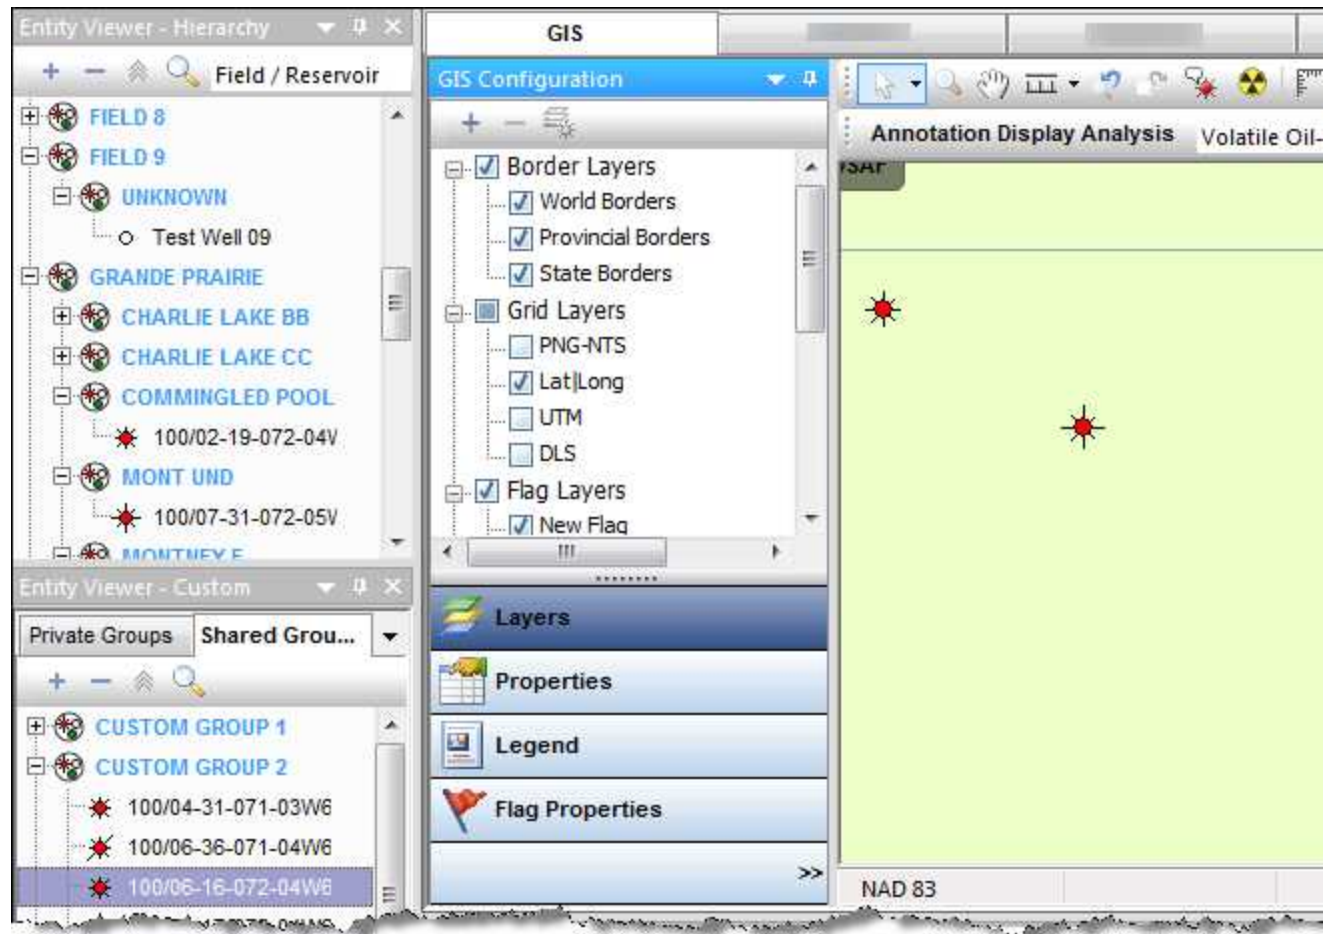 Entity Viewer - Hierarchy
Field / Reservoir
FIELD 8
FIELD 9
UNKNOWN
Test Well 09
GRANDE PRAIRIE
CHARLIE LAKE BB
CHARLIE LAKE CC
COMMINGLED POOL
100/02-19-072-04V
MONT UND
100/07-31-072-05V
MONTNEY F
Entity Viewer - Custom
Private Groups
Shared Grou...
CUSTOM GROUP 1
CUSTOM GROUP 2
100/04-31-071-03W6
100/06-36-071-04W6
100/06-16-072-04W6
GIS
GIS Configuration
Border Layers
World Borders
Provincial Borders
State Borders
Grid Layers
PNG-NTS
Lat|Long
UTM
DLS
Flag Layers
New Flag
Layers
Properties
Legend
Flag Properties
>>
Annotation Display Analysis
Volatile Oil-
NAD 83